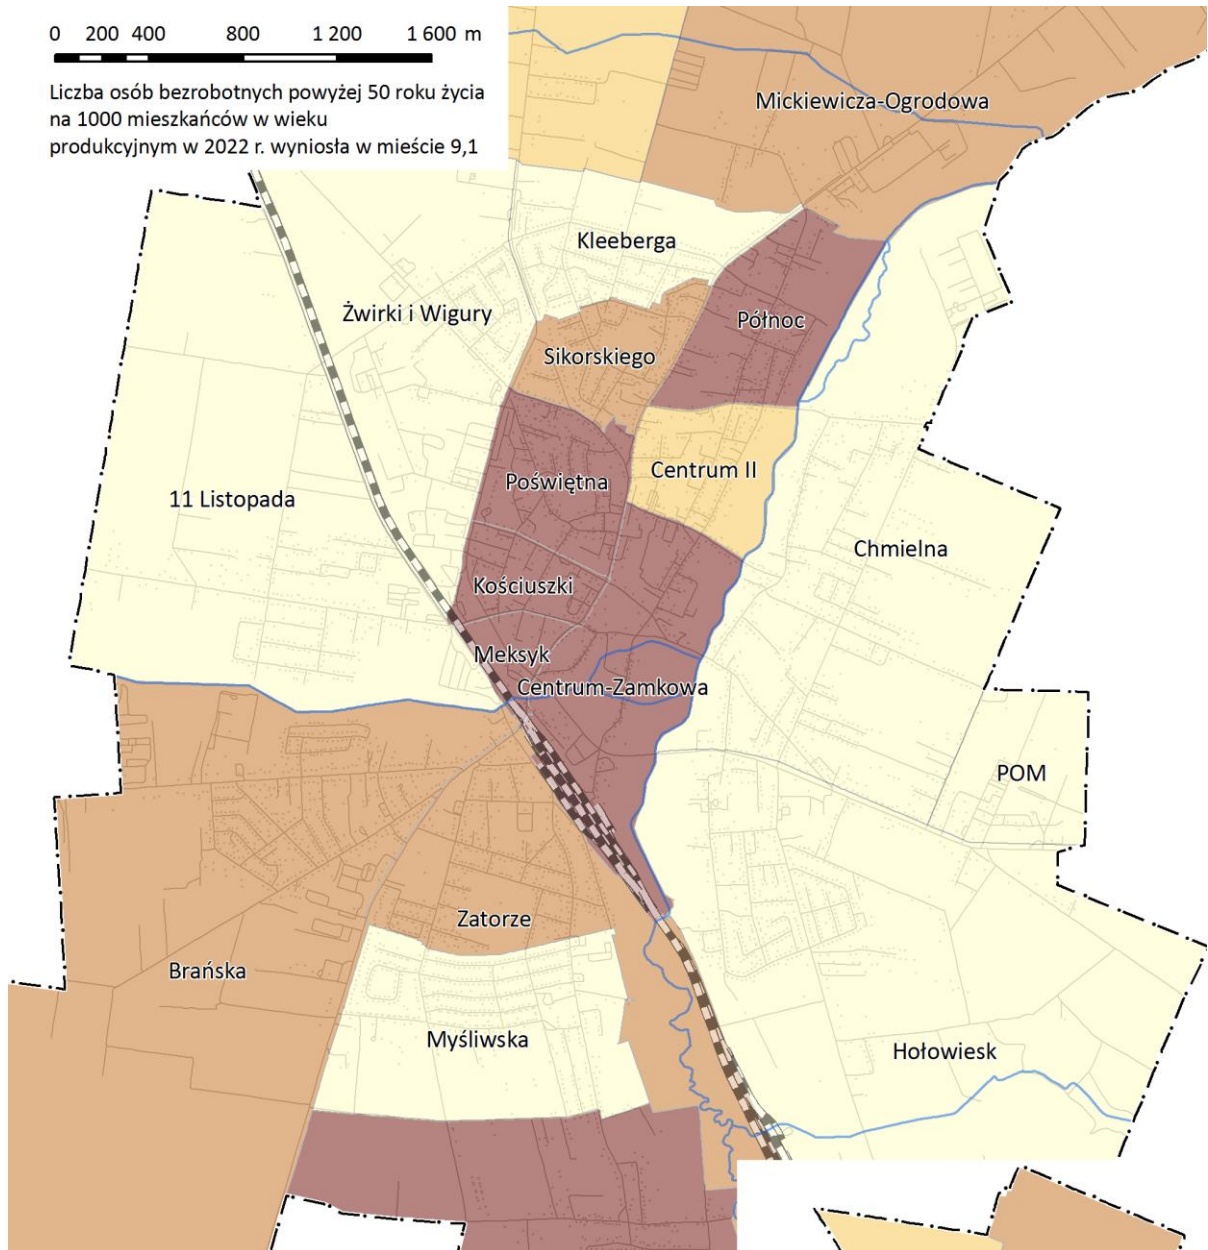 0 200 400 800 1 200 1 600 m
Liczba osób bezrobotnych powyżej 50 roku życia
na 1000 mieszkańców w wieku
produkcyjnym w 2022 r. wyniosła w mieście 9,1
Mickiewicza-Ogrodowa
Kleeberga
Żwirki i Wigury
Północ
Sikorskiego
Centrum II
Poświętna
11 Listopada
Chmielna
Kościuszki
Meksyk
Centrum-Zamkowa
POM
Zatorze
Brańska
Myśliwska
Hołowiesk